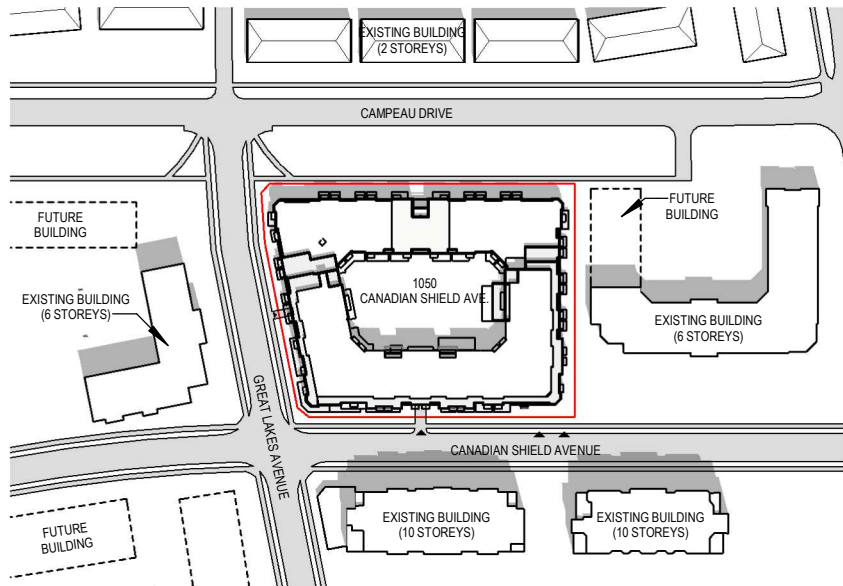 EXISTING BUILDING
(2 STOREYS)
CAMPEAU DRIVE
FUTURE
BUILDING
FUTURE
BUILDING
1050
CANADIAN SHIELD AVE.
EXISTING BUILDING
(6 STOREYS)
EXISTING BUILDING
(6 STOREYS)
GREAT LAKES AVENUE
CANADIAN SHIELD AVENUE
FUTURE
BUILDING
EXISTING BUILDING
(10 STOREYS)
EXISTING BUILDING
(10 STOREYS)